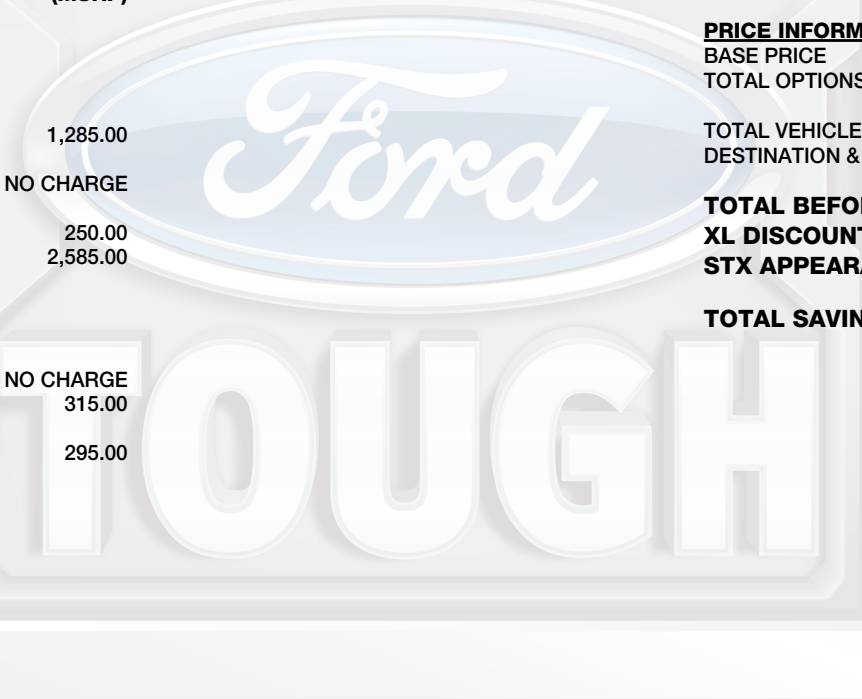 PRICE INFORM
BASE PRICE
TOTAL OPTIONS
1,285.00
TOTAL VEHICLE
DESTINATION &
NO CHARGE
TOTAL BEFO
250.00
XL DISCOUNT
2,585.00
STX APPEAR
TOTAL SAVIN
NO CHARGE
315.00
295.00
Ford
TOUGH